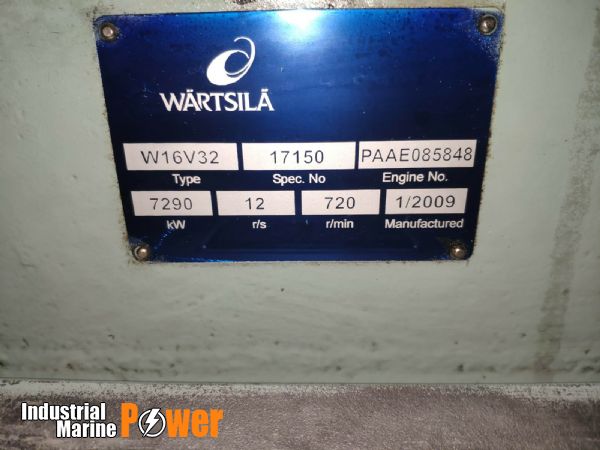 WÄRTSILÄ
W16V32 17150 PAAE085848
Type Spec. No Engine No.
7290 12 720 1/2009
kW r/s r/min Manufactured
Industrial
Marine Power